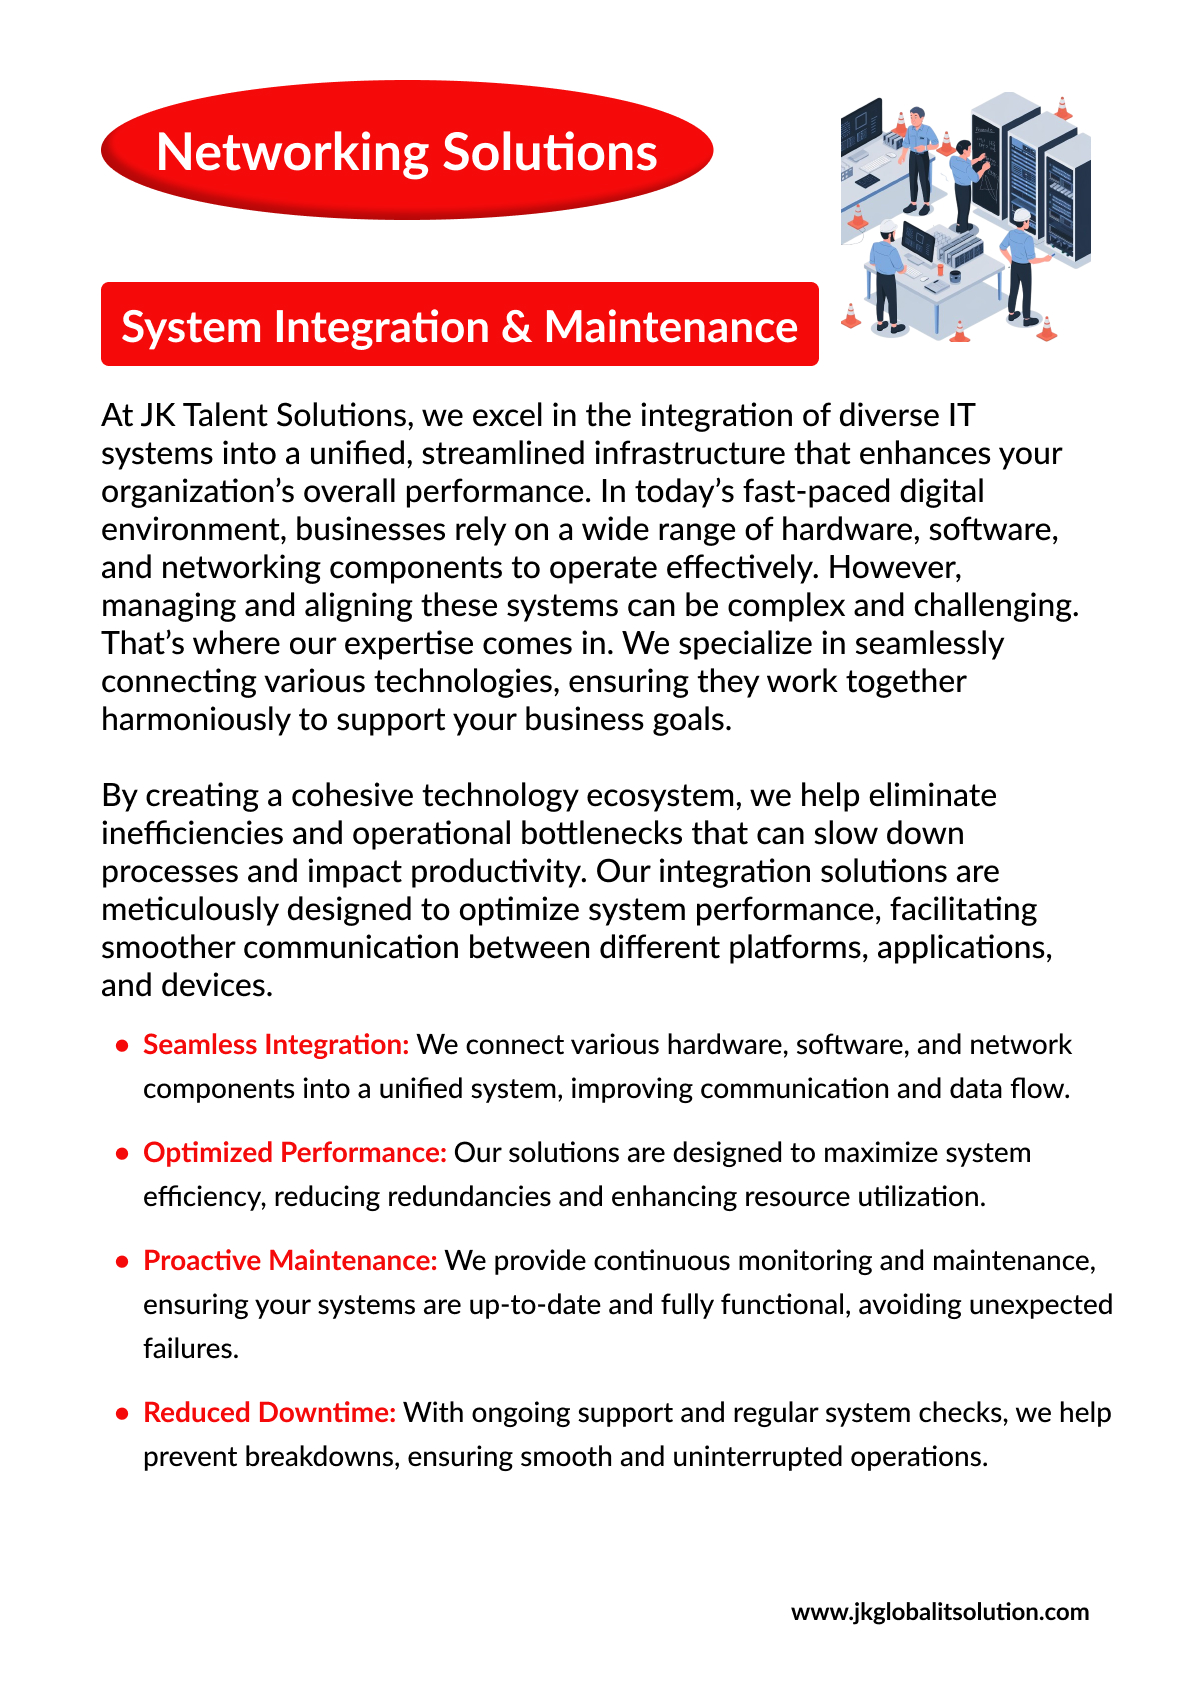 Networking Solutions
System Integration & Maintenance
At JK Talent Solutions, we excel in the integration of diverse IT
systems into a unified, streamlined infrastructure that enhances your
organization’s overall performance. In today’s fast-paced digital
environment, businesses rely on a wide range of hardware, software,
and networking components to operate effectively. However,
managing and aligning these systems can be complex and challenging.
That’s where our expertise comes in. We specialize in seamlessly
connecting various technologies, ensuring they work together
harmoniously to support your business goals.
By creating a cohesive technology ecosystem, we help eliminate
inefficiencies and operational bottlenecks that can slow down
processes and impact productivity. Our integration solutions are
meticulously designed to optimize system performance, facilitating
smoother communication between different platforms, applications,
and devices.
● Seamless Integration: We connect various hardware, software, and network
components into a unified system, improving communication and data flow.
● Optimized Performance: Our solutions are designed to maximize system
efficiency, reducing redundancies and enhancing resource utilization.
● Proactive Maintenance: We provide continuous monitoring and maintenance,
ensuring your systems are up-to-date and fully functional, avoiding unexpected
failures.
● Reduced Downtime: With ongoing support and regular system checks, we help
prevent breakdowns, ensuring smooth and uninterrupted operations.
www.jkglobalitsolution.com